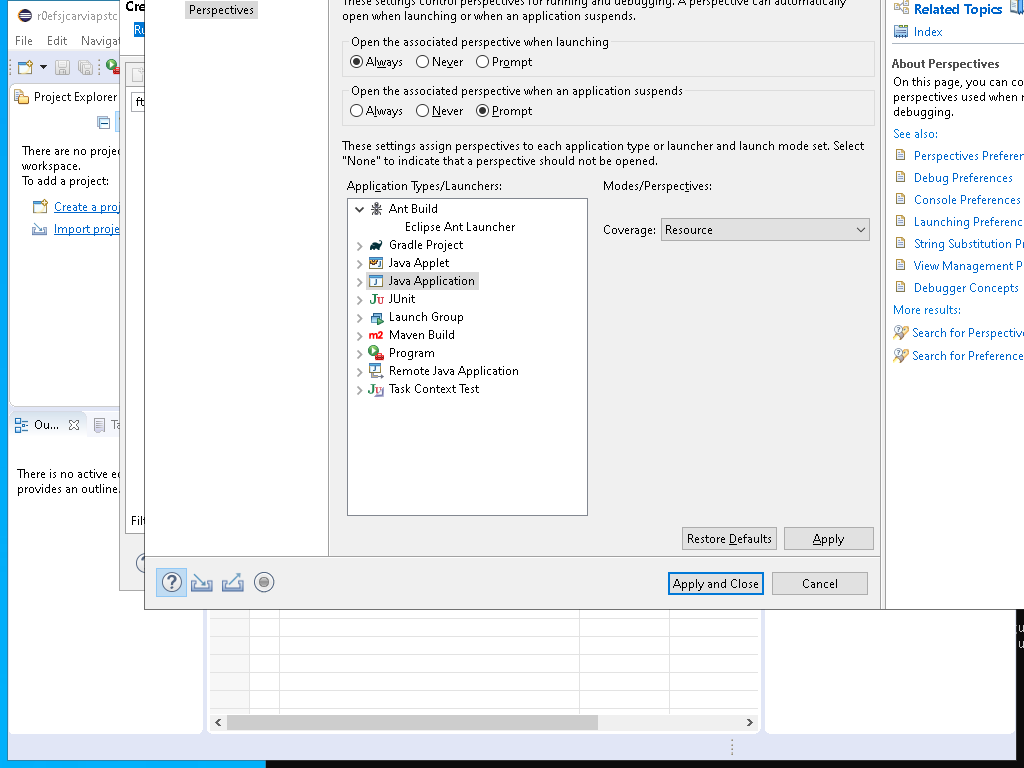 r0efsjcarviapstc
File Edit Naviga
Project Explorer
There are no proje
workspace.
To add a project:
Create a proj
Import proje
Ou...
Ta
There is no active e
provides an outline.
Cre
Ru
ft
Filt
Perspectives
These settings control perspectives for running and debugging. A perspective can automatically
open when launching or when an application suspends.
Open the associated perspective when launching
Always Never Prompt
Open the associated perspective when an application suspends
Always Never Prompt
These settings assign perspectives to each application type or launcher and launch mode set. Select
"None" to indicate that a perspective should not be opened.
Application Types/Launchers:
Modes/Perspectives:
Ant Build
Eclipse Ant Launcher
Gradle Project
Java Applet
Java Application
JUnit
Launch Group
Maven Build
Program
Remote Java Application
Task Context Test
Coverage: Resource
Restore Defaults Apply
Apply and Close Cancel
Related Topics
Index
About Perspectives
On this page, you can co
perspectives used when r
debugging.
See also:
Perspectives Preferen
Debug Preferences
Console Preferences
Launching Preferenc
String Substitution Pr
View Management P
Debugger Concepts
More results:
Search for Perspective
Search for Preference